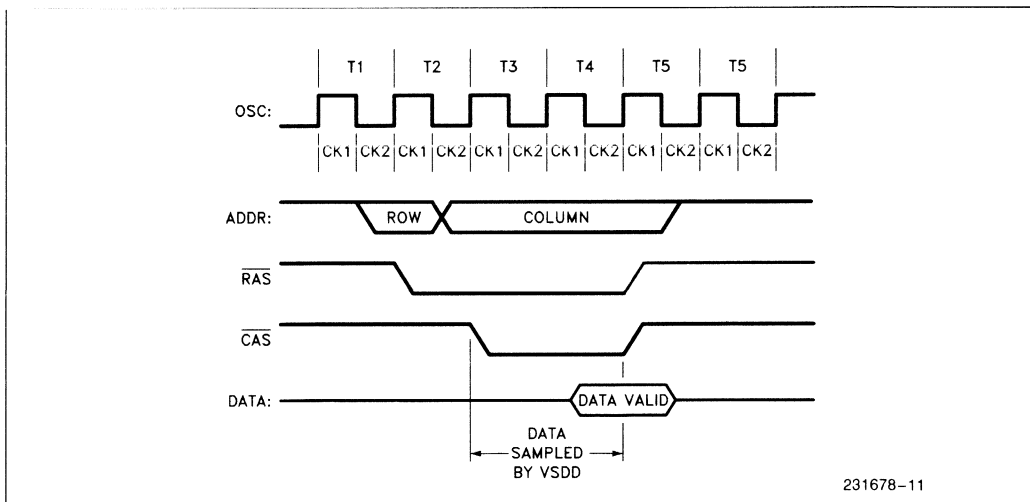 T1 T2 T3 T4 T5 T5
OSC:
CK1 CK2 CK1 CK2 CK1 CK2 CK1 CK2 CK1 CK2 CK1 CK2
ADDR: ROW COLUMN
RAS
CAS
DATA: DATA VALID
DATA
SAMPLED
BY VSDD
231678-11